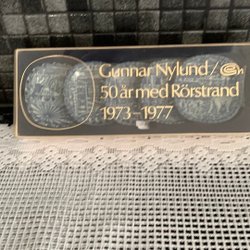 Gunnar Nylund /
50 år med Rörstrand
1973-1977